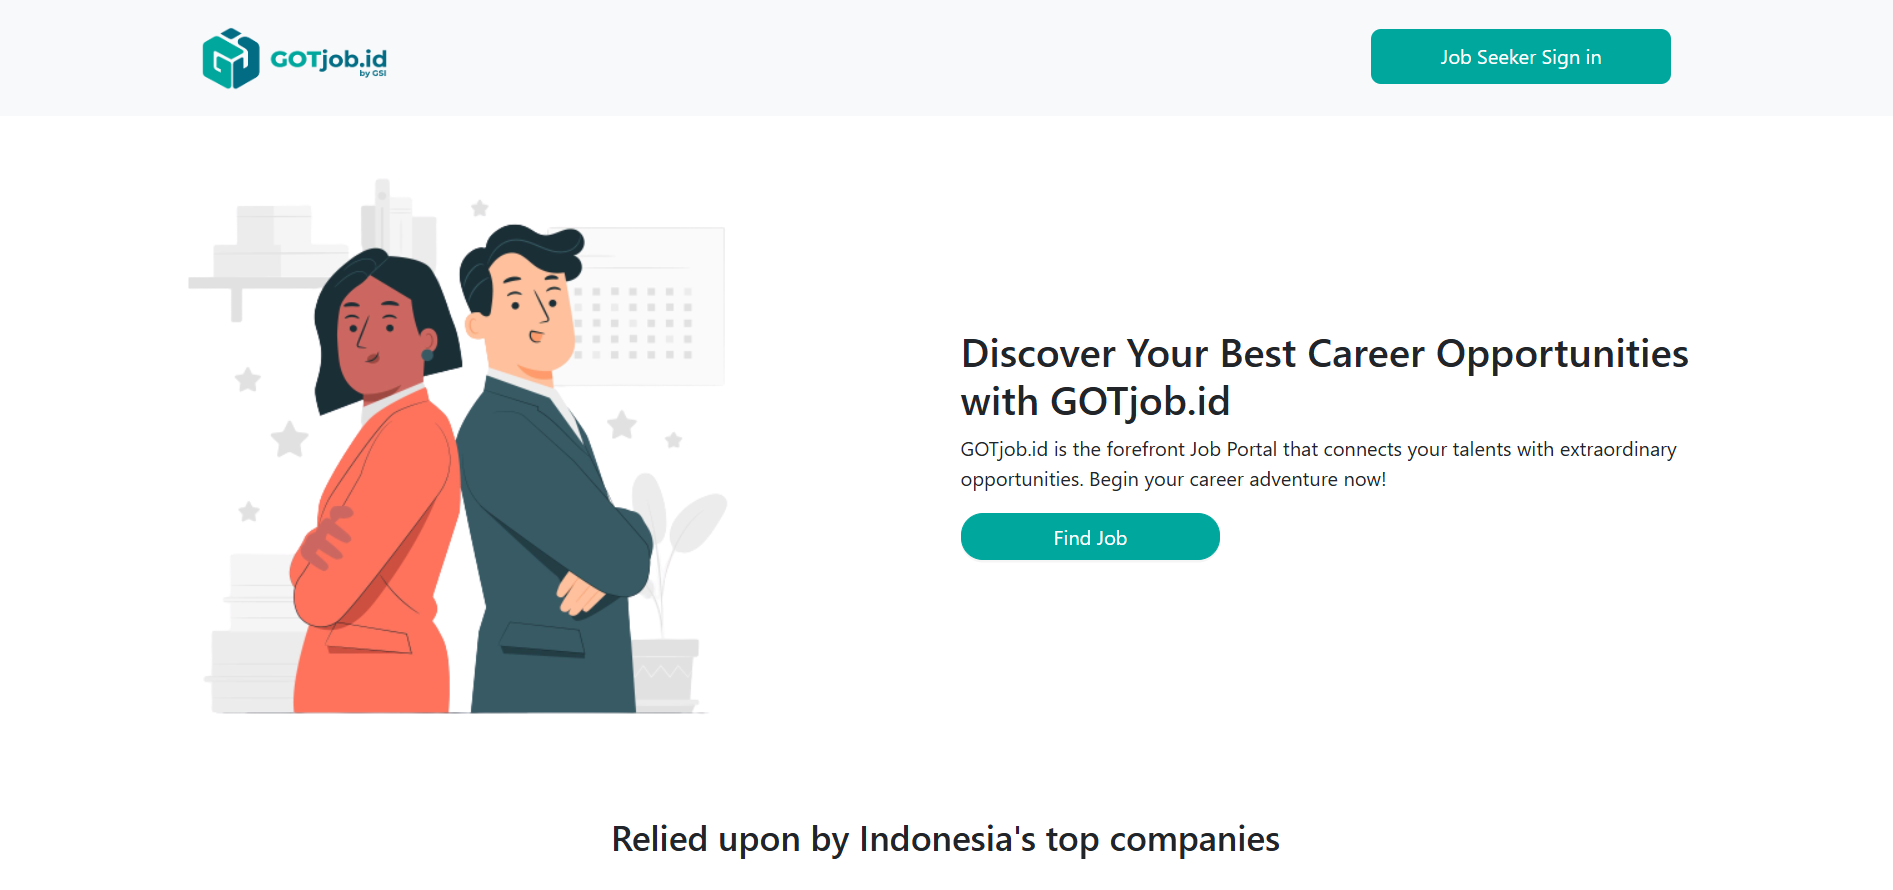 GOTjob.id
by GSI
Job Seeker Sign in
Discover Your Best Career Opportunities
with GOTjob.id
GOTjob.id is the forefront Job Portal that connects your talents with extraordinary
opportunities. Begin your career adventure now!
Find Job
Relied upon by Indonesia's top companies